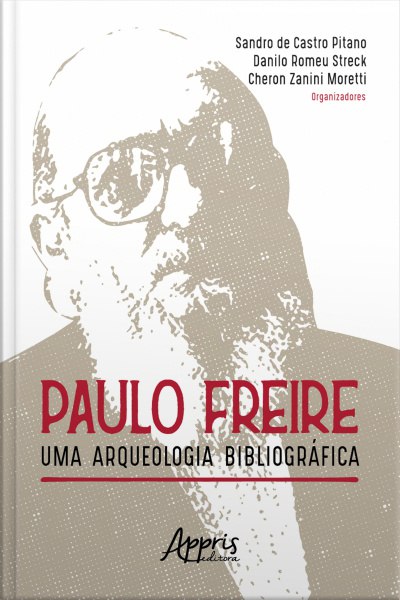 Sandro de Castro Pitano
Danilo Romeu Streck
Cheron Zanini Moretti
Organizadores
PAULO FREIRE
UMA ARQUEOLOGIA BIBLIOGRÁFICA
Appris
editora